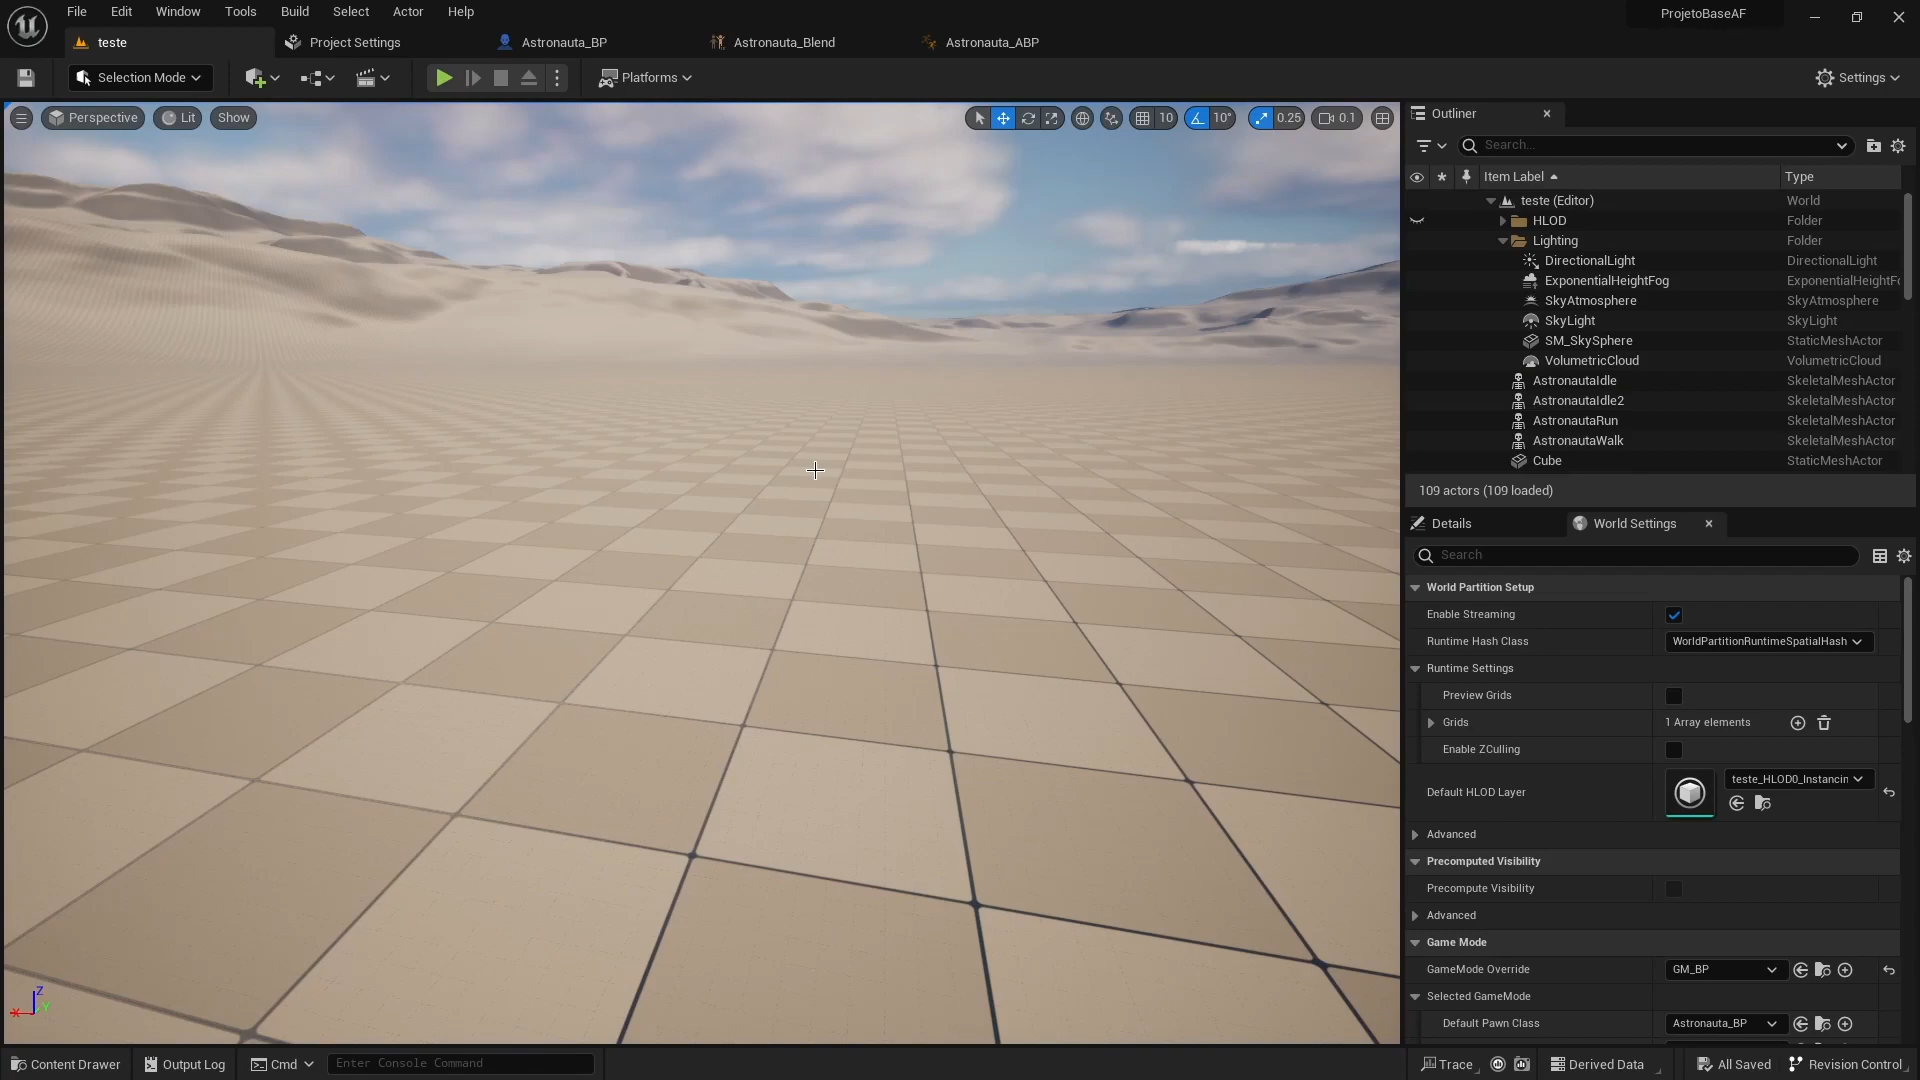 File Edit Window Tools Build Select Actor Help
ProjetoBaseAF
teste
Project Settings
Astronauta_BP
Astronauta_Blend
Astronauta_ABP
Selection Mode
Platforms
Settings
Perspective
Lit
Show
10
10°
0.25
0.1
Outliner
Search...
Item Label
Type
teste (Editor) World
HLOD Folder
Lighting Folder
DirectionalLight DirectionalLight
ExponentialHeightFog ExponentialHeightFo
SkyAtmosphere SkyAtmosphere
SkyLight SkyLight
SM_SkySphere StaticMeshActor
VolumetricCloud VolumetricCloud
AstronautaIdle SkeletalMeshActor
AstronautaIdle2 SkeletalMeshActor
AstronautaRun SkeletalMeshActor
AstronautaWalk SkeletalMeshActor
Cube StaticMeshActor
109 actors (109 loaded)
Details
World Settings
Search
World Partition Setup
Enable Streaming
Runtime Hash Class WorldPartitionRuntimeSpatialHash
Runtime Settings
Preview Grids
Grids 1 Array elements
Enable ZCulling
Default HLOD Layer teste_HLOD0_Instancin
Advanced
Precomputed Visibility
Precompute Visibility
Advanced
Game Mode
GameMode Override GM_BP
Selected GameMode
Default Pawn Class Astronauta_BP
Z
X
Y
Content Drawer
Output Log
Cmd
Enter Console Command
Trace
Derived Data
All Saved
Revision Control